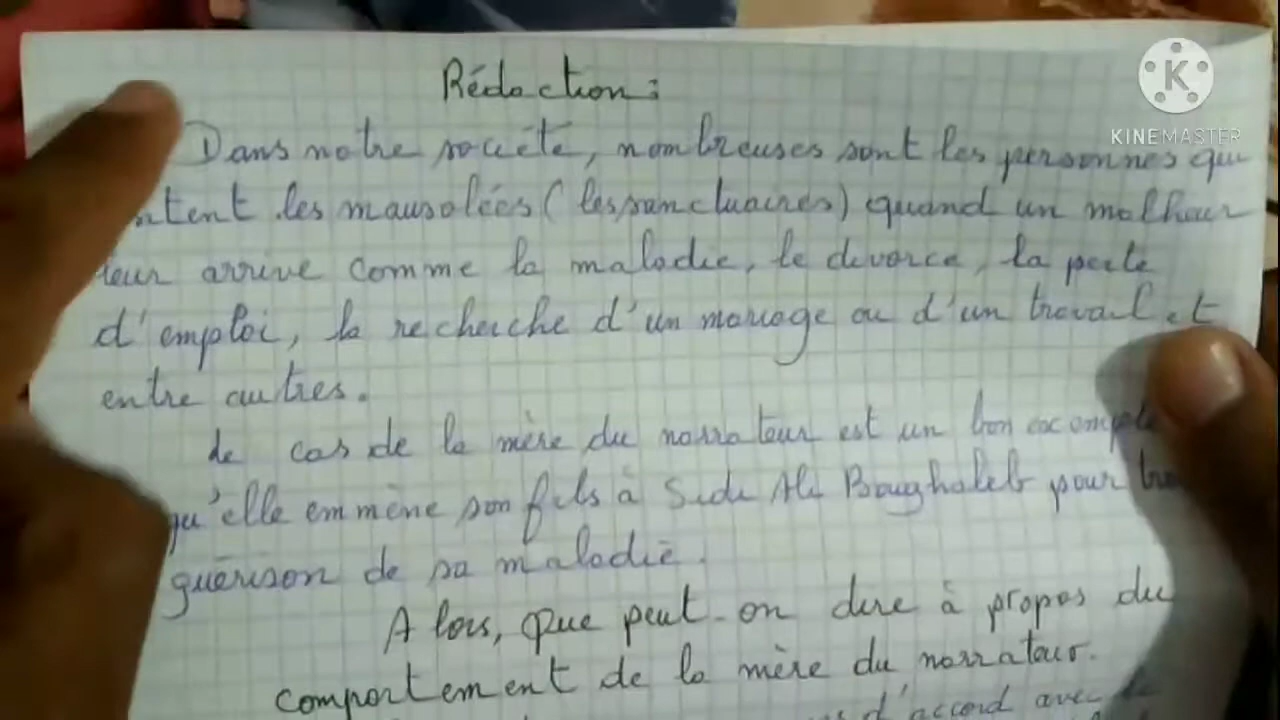 Rédaction:
Dans notre société, nombreuses sont les personnes qui
ntent les mausolées (les sanctuaires) quand un malheur
leur arrive comme la maladie, le divorce, la perte
d'emploi, la recherche d'un mariage ou d'un travail et
entre autres.
Le cas de la mère du narrateur est un bon exemple
qu'elle emmène son fils à Sidi Ali Boughaleb pour
guérison de sa maladie.
Alors, que peut-on dire à propos du
comportement de la mère du narrateur.
d'accord avec
KINEMASTER